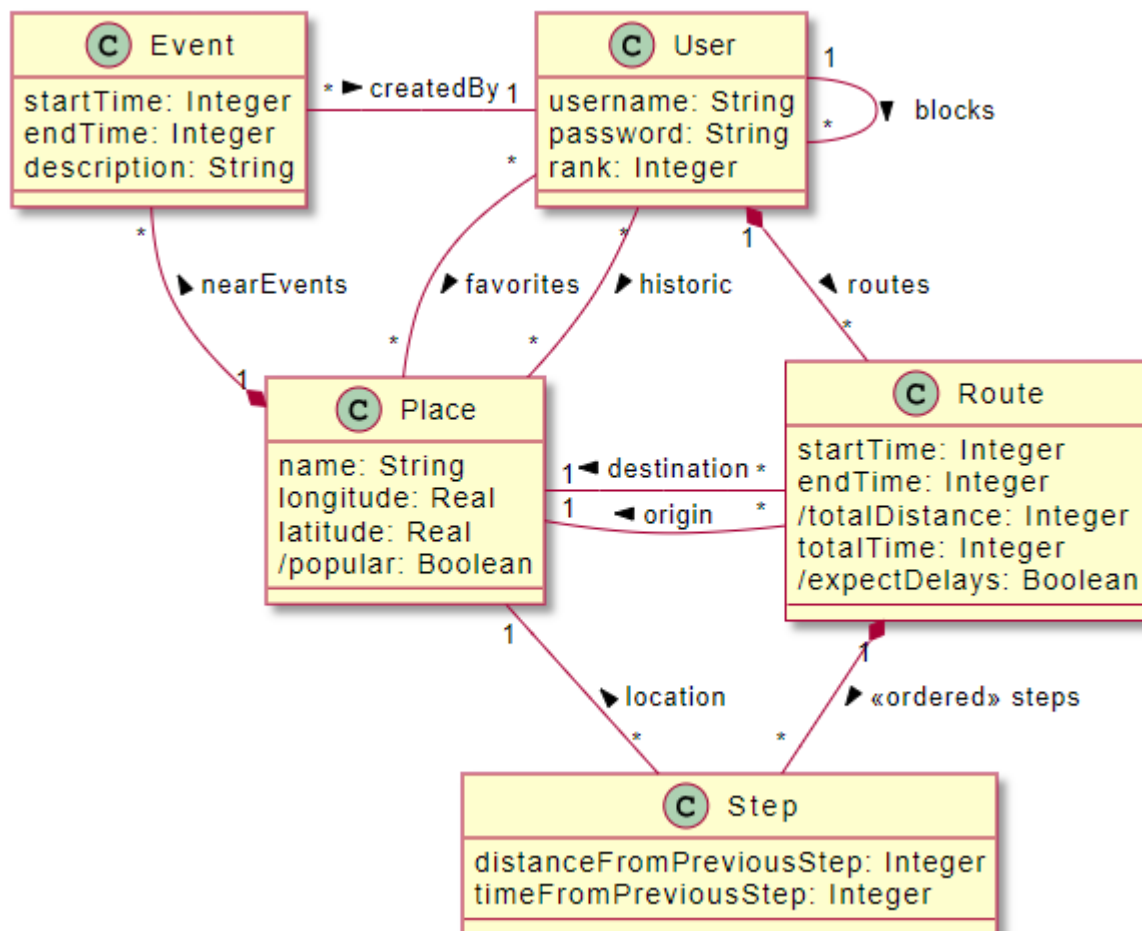 C Event
startTime: Integer
endTime: Integer
description: String
* createdBy 1
C User
username: String
password: String
rank: Integer
1
* blocks
*
nearEvents
1
*
favorites
*
*
historic
*
1
routes
*
C Place
name: String
longitude: Real
latitude: Real
/popular: Boolean
C Route
startTime: Integer
endTime: Integer
/totalDistance: Integer
totalTime: Integer
/expectDelays: Boolean
1 destination *
1 origin *
1
location
*
1
«ordered» steps
*
C Step
distanceFromPreviousStep: Integer
timeFromPreviousStep: Integer